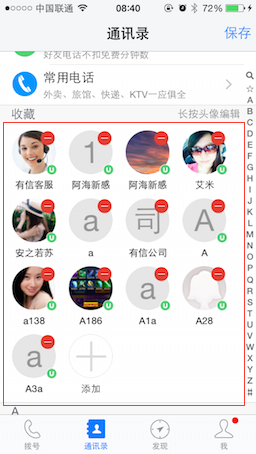 中国联通 08:40 72%
通讯录 保存
好友电话不扣免费分钟数
常用电话
外卖、旅馆、快递、KTV一应俱全
收藏 长按头像编辑
1
有信客服 阿海新感 阿海新感 艾米
a 司 A
安之若苏 a 有信公司 A
a
a138 A186 A1a A28
a
A3a 添加
A
拨号 通讯录 发现 我
☆
A
B
C
D
E
F
G
H
I
J
K
L
M
N
O
P
Q
R
S
T
U
V
W
X
Y
Z
#